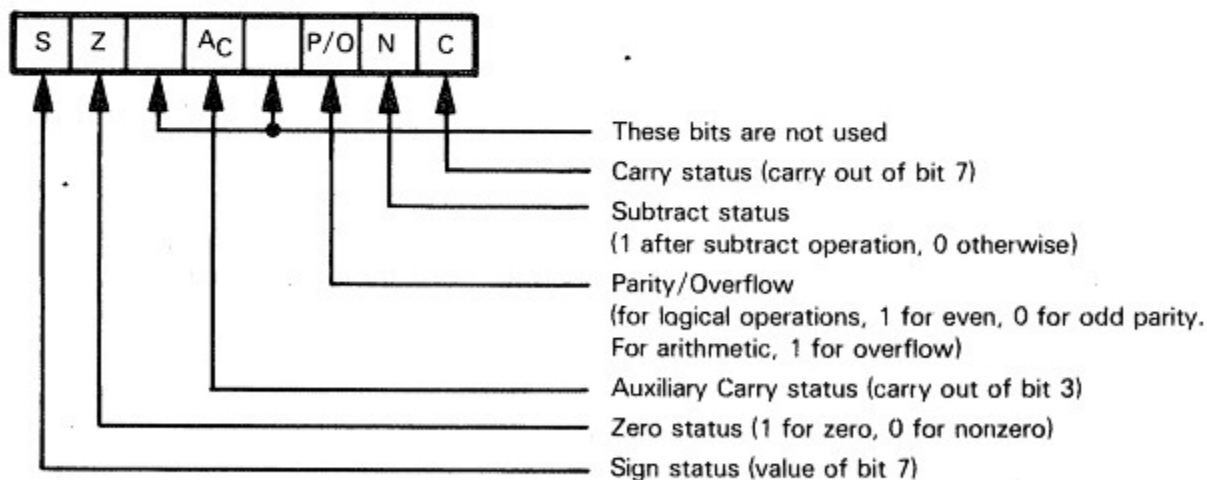 S Z AC P/O N C
These bits are not used
Carry status (carry out of bit 7)
Subtract status
(1 after subtract operation, 0 otherwise)
Parity/Overflow
(for logical operations, 1 for even, 0 for odd parity.
For arithmetic, 1 for overflow)
Auxiliary Carry status (carry out of bit 3)
Zero status (1 for zero, 0 for nonzero)
Sign status (value of bit 7)